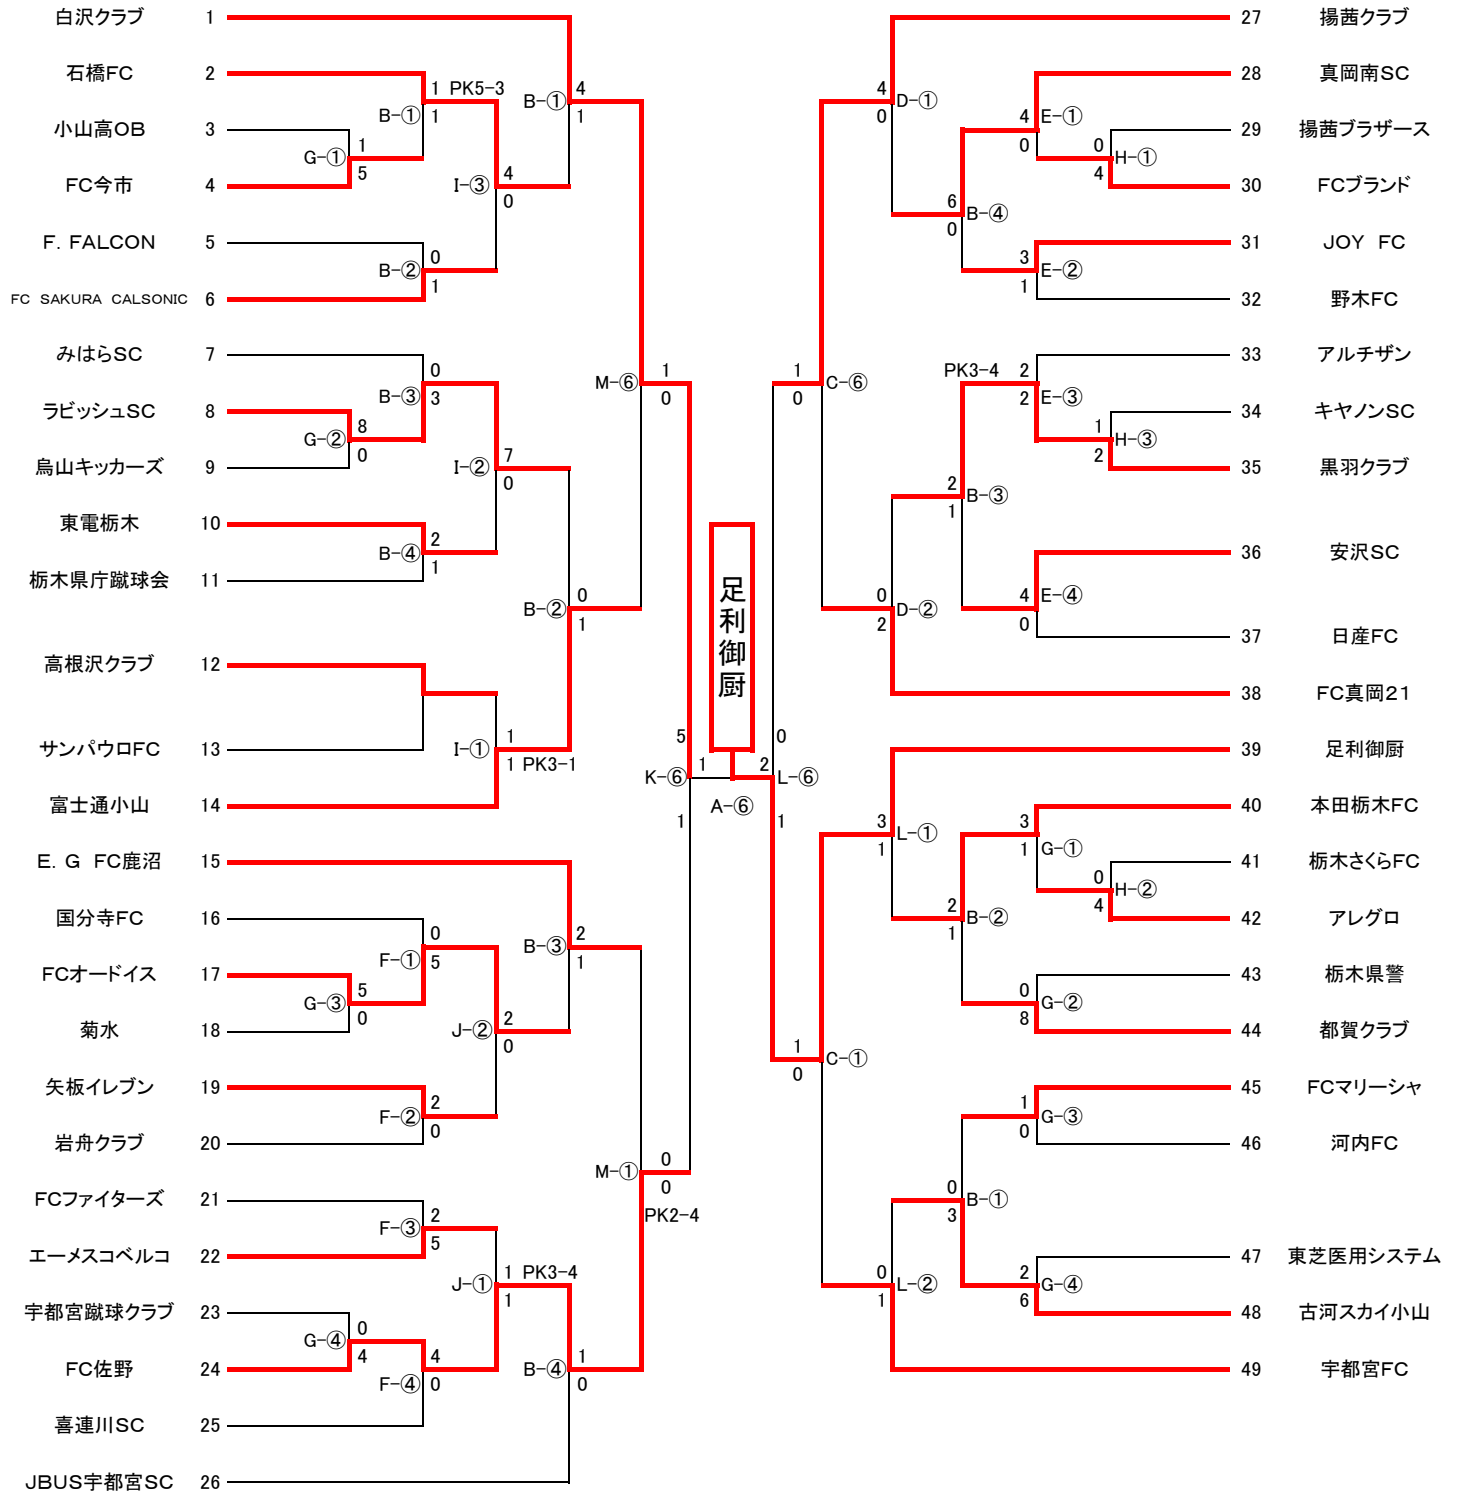 白沢クラブ 1
石橋FC 2
小山高OB 3
FC今市 4
F. FALCON 5
FC SAKURA CALSONIC 6
みはらSC 7
ラビッシュSC 8
烏山キッカーズ 9
東電栃木 10
栃木県庁蹴球会 11
高根沢クラブ 12
サンパウロFC 13
富士通小山 14
E. G FC鹿沼 15
国分寺FC 16
FCオードイス 17
菊水 18
矢板イレブン 19
岩舟クラブ 20
FCファイターズ 21
エーメスコベルコ 22
宇都宮蹴球クラブ 23
FC佐野 24
喜連川SC 25
JBUS宇都宮SC 26
G-① 1 5
G-② 8 0
G-③ 5 0
G-④ 0 4
B-① 1 PK5-3 1
B-② 0 1
B-③ 0 3
B-④ 2 1
F-① 0 5
F-② 2 0
F-③ 2 5
F-④ 4 0
I-③ 4 0
I-② 7 0
I-① 1 1 PK3-1
J-② 2 0
J-① 1 PK3-4 1
B-① 4 1
B-② 0 1
B-③ 2 1
B-④ 1 0
M-⑥ 1 0
M-① 0 0 PK2-4
K-⑥ 5 1
足利御厨
1 2
A-⑥
0 L-⑥ 1
1 C-⑥ 0
1 C-① 0
4 D-① 0
0 D-② 2
3 L-① 1
0 L-② 1
6 B-④ 0
PK3-4
2 B-③ 1
2 B-② 1
0 B-① 3
4 E-① 0
3 E-② 1
2 E-③ 2
4 E-④ 0
3 G-① 1
0 G-② 8
1 G-③ 0
2 G-④ 6
0 H-① 4
1 H-③ 2
0 H-② 4
27 揚茜クラブ
28 真岡南SC
29 揚茜ブラザース
30 FCブランド
31 JOY FC
32 野木FC
33 アルチザン
34 キヤノンSC
35 黒羽クラブ
36 安沢SC
37 日産FC
38 FC真岡21
39 足利御厨
40 本田栃木FC
41 栃木さくらFC
42 アレグロ
43 栃木県警
44 都賀クラブ
45 FCマリーシャ
46 河内FC
47 東芝医用システム
48 古河スカイ小山
49 宇都宮FC